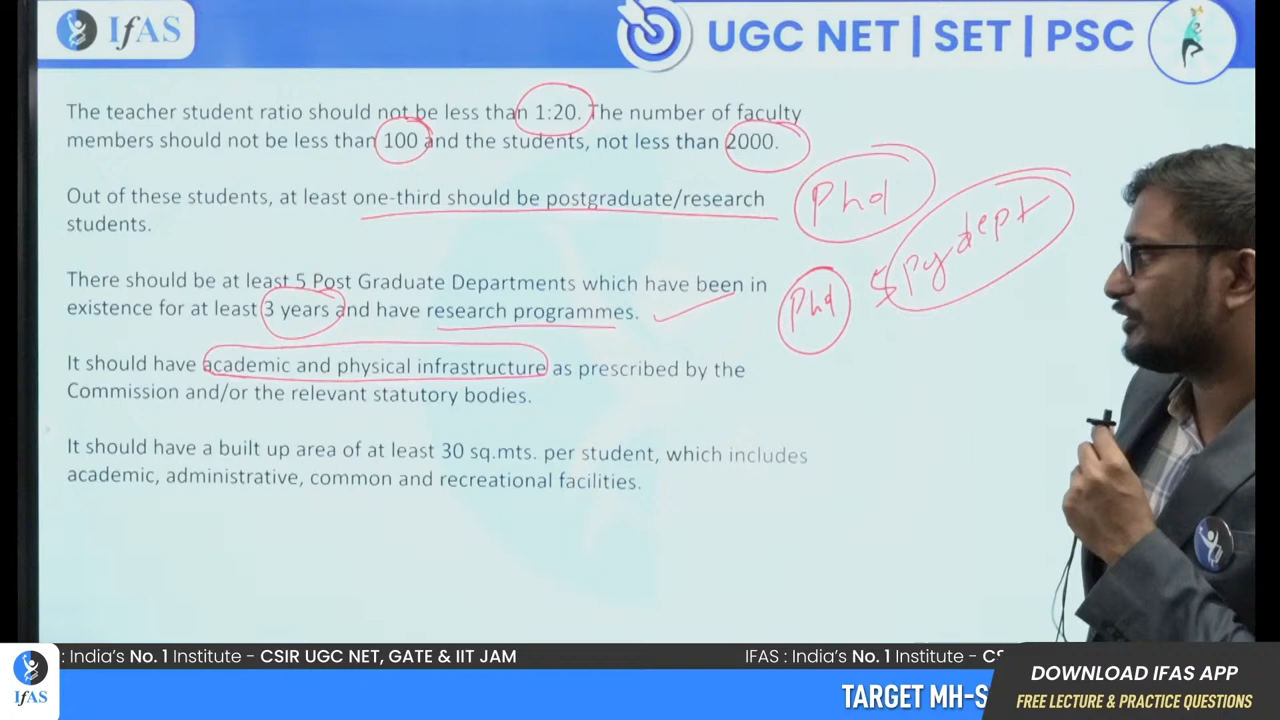 IfAS
UGC NET | SET | PSC
The teacher student ratio should not be less than 1:20. The number of faculty
members should not be less than 100 and the students, not less than 2000.
Out of these students, at least one-third should be postgraduate/research
students.
Phd
5 pg dept
There should be at least 5 Post Graduate Departments which have been in
existence for at least 3 years and have research programmes.
Phd
It should have academic and physical infrastructure as prescribed by the
Commission and/or the relevant statutory bodies.
It should have a built up area of at least 30 sq.mts. per student, which includes
academic, administrative, common and recreational facilities.
IfAS
: India's No. 1 Institute - CSIR UGC NET, GATE & IIT JAM
IFAS : India's No. 1 Institute - CS
TARGET MH-S
DOWNLOAD IFAS APP
FREE LECTURE & PRACTICE QUESTIONS